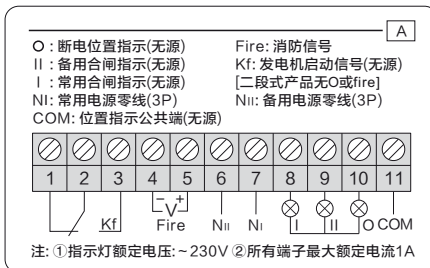 A
O：断电位置指示(无源) Fire: 消防信号
II：备用合闸指示(无源) Kf: 发电机启动信号(无源)
I：常用合闸指示(无源) [二段式产品无O或fire]
NI: 常用电源零线(3P) NII: 备用电源零线(3P)
COM: 位置指示公共端(无源)
1 2 3 4 5 6 7 8 9 10 11
Kf − V + Fire NII NI I II O COM
注: ①指示灯额定电压:~230V ②所有端子最大额定电流1A